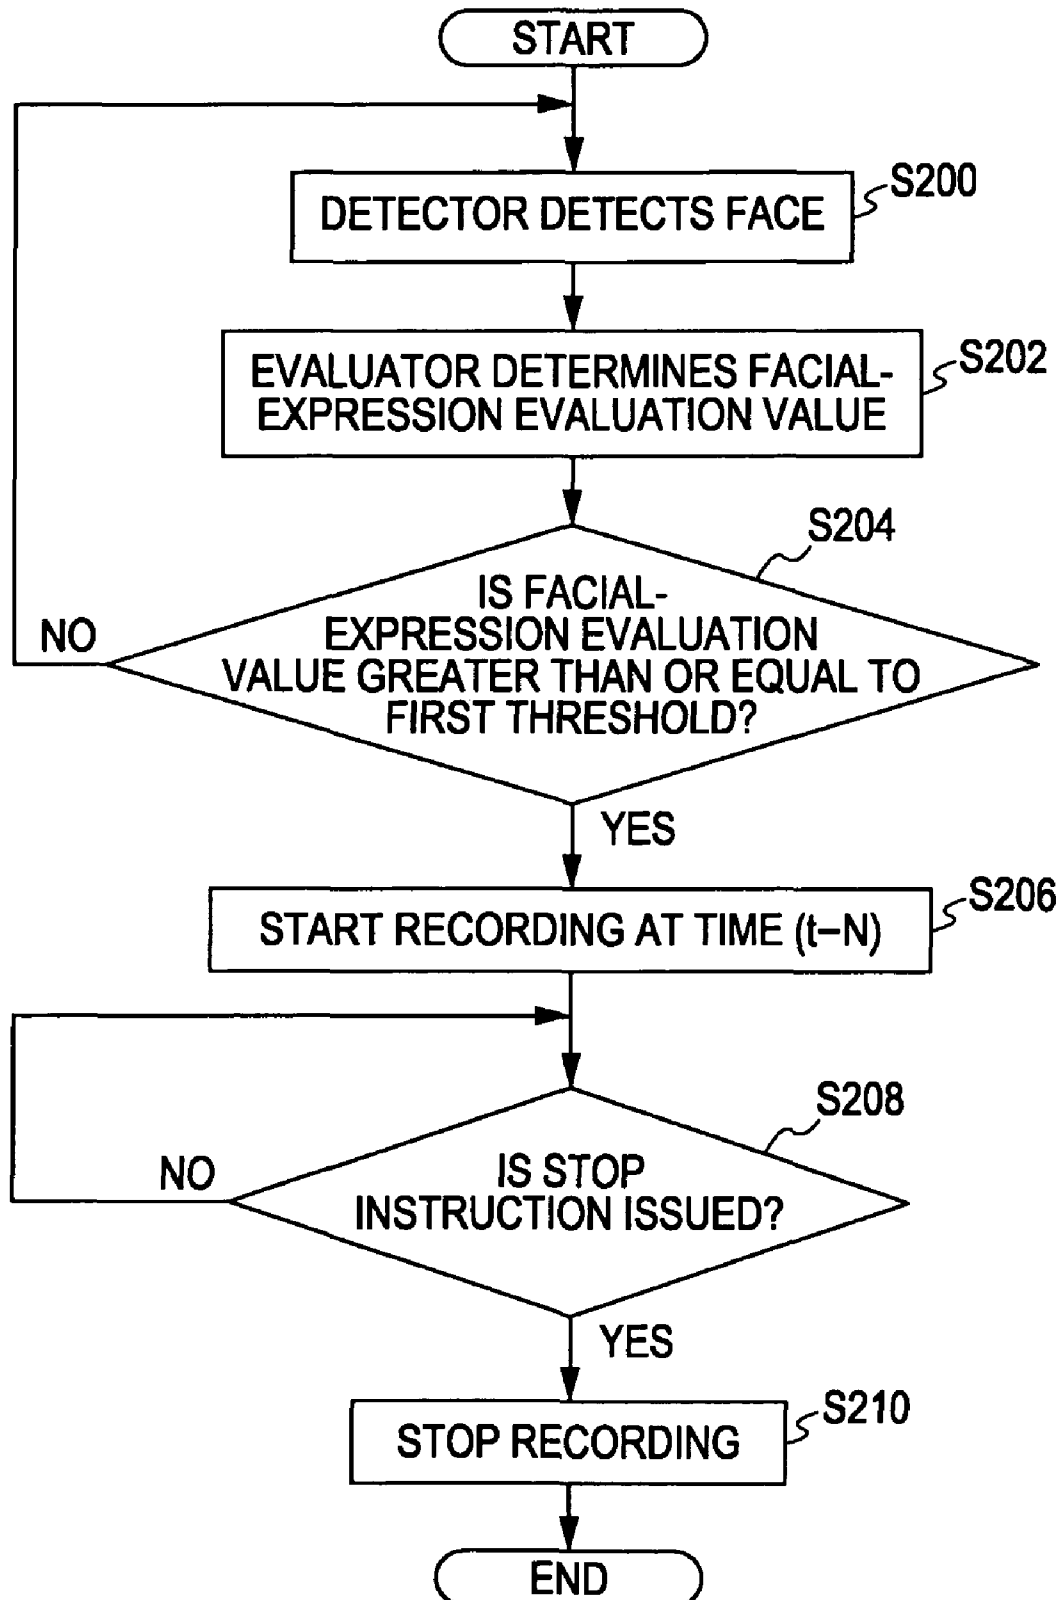 START
DETECTOR DETECTS FACE
S200
EVALUATOR DETERMINES FACIAL-
EXPRESSION EVALUATION VALUE
S202
S204
IS FACIAL-
EXPRESSION EVALUATION
VALUE GREATER THAN OR EQUAL TO
FIRST THRESHOLD?
NO
YES
START RECORDING AT TIME (t–N)
S206
S208
IS STOP
INSTRUCTION ISSUED?
NO
YES
STOP RECORDING
S210
END